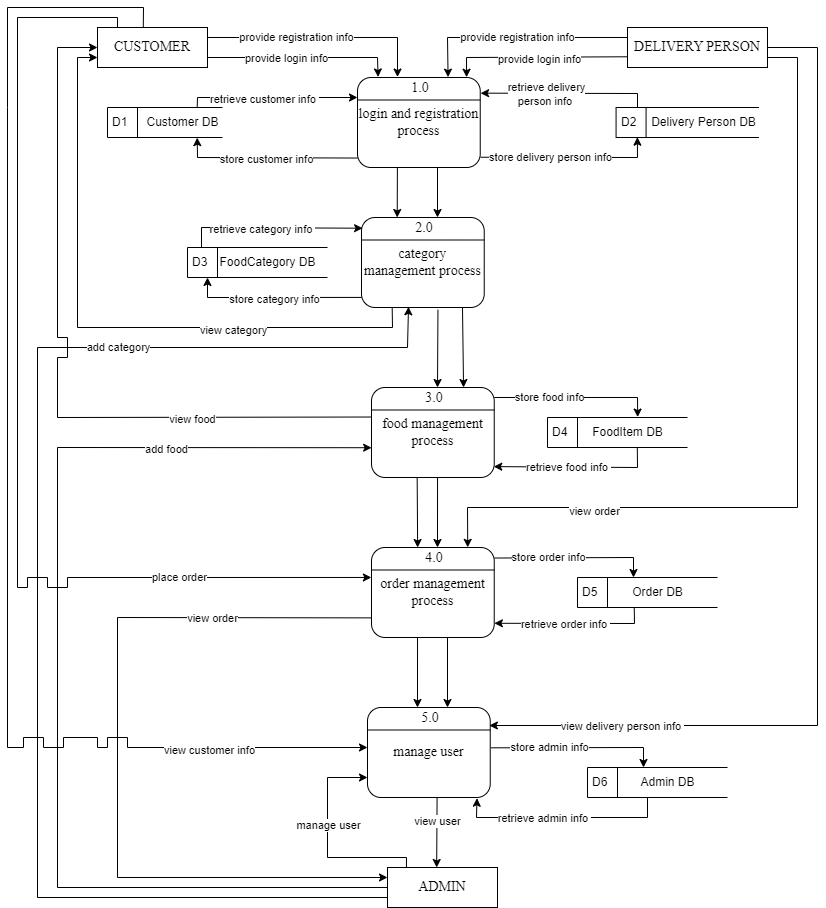 CUSTOMER
provide registration info
provide login info
provide registration info
provide login info
DELIVERY PERSON
1.0
login and registration
process
retrieve customer info
D1
Customer DB
store customer info
retrieve delivery
person info
D2
Delivery Person DB
store delivery person info
2.0
category
management process
retrieve category info
D3
FoodCategory DB
store category info
view category
add category
3.0
food management
process
store food info
D4
FoodItem DB
retrieve food info
view food
add food
view order
4.0
order management
process
store order info
D5
Order DB
retrieve order info
place order
view order
5.0
manage user
view delivery person info
store admin info
D6
Admin DB
retrieve admin info
view customer info
manage user
view user
ADMIN